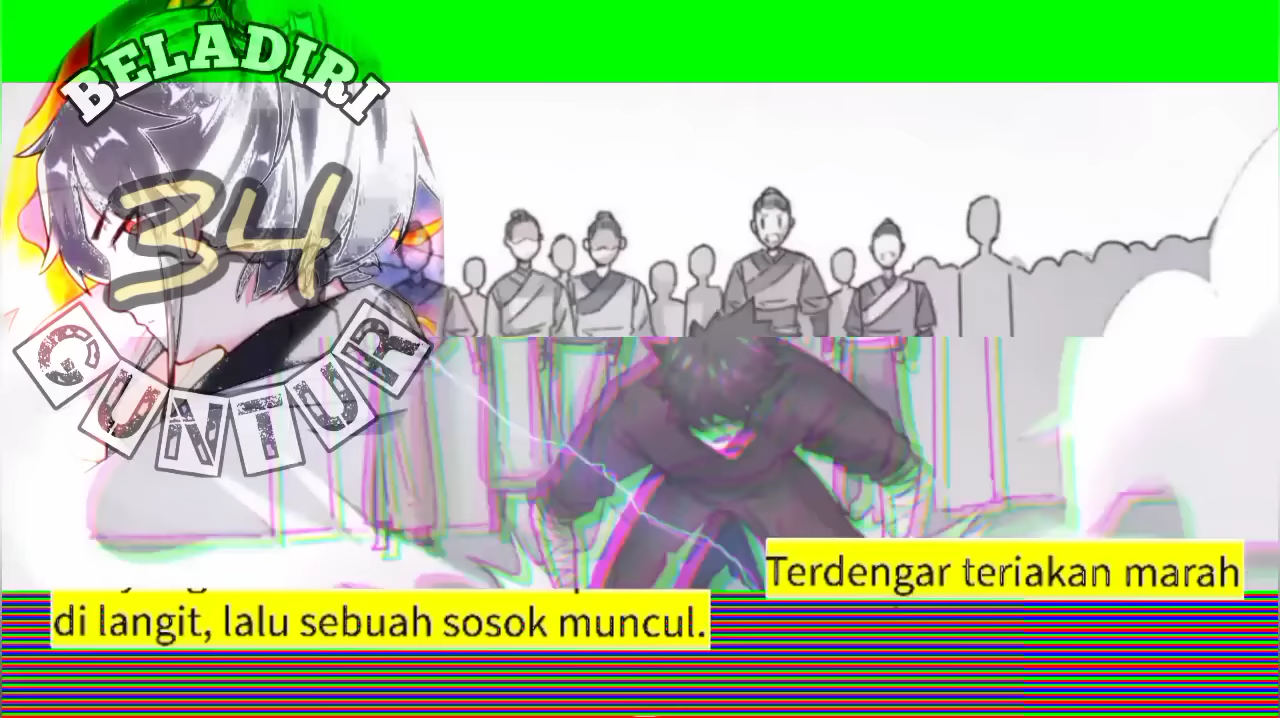 BELADIRI
34
GUNTUR
Terdengar teriakan marah
di langit, lalu sebuah sosok muncul.